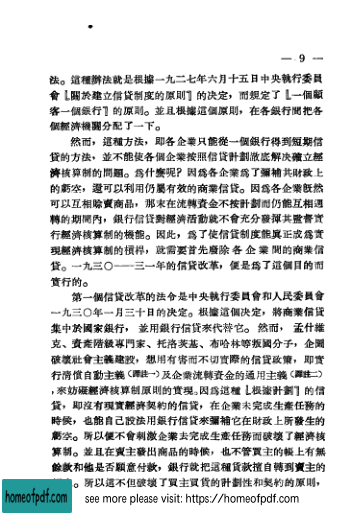 — 9 —
法。這種辦法就是根據一九二七年六月十五日中央執行委員
會『關於建立信貸制度的原則』的決定，而規定了『一個顧
客一個銀行』的原則。並且根據這個原則，在各銀行間把各
個經濟機關分配了一下。
然而，這種方法，即各企業只能從一個銀行得到短期信
貸的方法，並不能使各個企業按照信貸計劃徹底解決確立經
濟核算制的問題。爲什麼呢？因爲各企業爲了彌補其財政上
的虧空，還可以利用仍屬有效的商業信貸。因爲各企業既然
可以互相賒賣商品，那末在流轉資金不按計劃而仍能互相週
轉的期間內，銀行信貸對經濟活動就不會充分發揮其監督實
行經濟核算制的機能。因此，爲了使信貸制度能眞正成爲實
現經濟核算制的槓桿，就需要首先廢除各企業間的商業信
貸。一九三〇—三一年的信貸改革，便是爲了這個目的而
實行的。
第一個信貸改革的法令是中央執行委員會和人民委員會
一九三〇年一月三十日的決定。根據這個決定，將商業信貸
集中於國家銀行，並用銀行信貸來代替它。然而，孟什維
克、資產階級專門家、托洛茨基、布哈林等叛國分子，企圖
破壞社會主義建設，想用有害而不切實際的信貸政策，即實
行清償自動主義（譯註一）及企業流轉資金的通用主義（譯註二）
，來妨礙經濟核算制原則的實現。因爲這種『根據計劃』的信
貸，即沒有現實經濟契約的信貸，在企業未完成生產任務的
時候，也能自己設法用銀行信貸來彌補它在財政上所發生的
虧空。所以便不會刺激企業未完成生產任務而破壞了經濟核
算制。並且在賣主發出商品的時候，也不管買主的帳上有無
餘款和他是否願意付款，銀行就把這種貨款擅自轉到賣主的
。所以這不但破壞了買主買貨的計劃性和契約的原則，
homeofpdf.com
see more please visit: https://homeofpdf.com